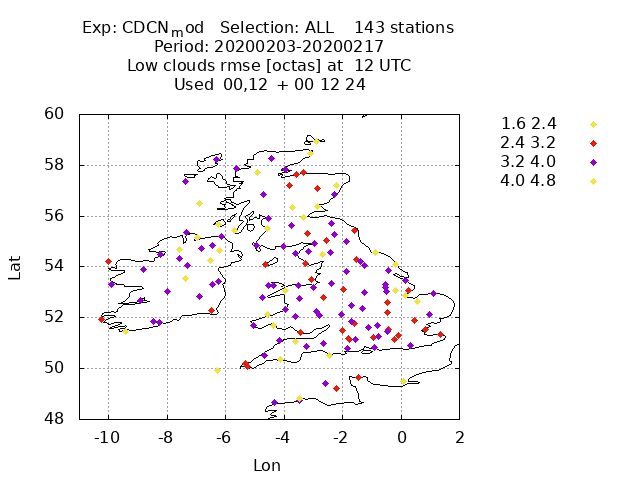 Exp: CDCNmod Selection: ALL 143 stations
Period: 20200203-20200217
Low clouds rmse [octas] at 12 UTC
Used 00,12 + 00 12 24
60
58
56
54
52
50
48
Lat
-10 -8 -6 -4 -2 0 2
Lon
1.6 2.4
2.4 3.2
3.2 4.0
4.0 4.8